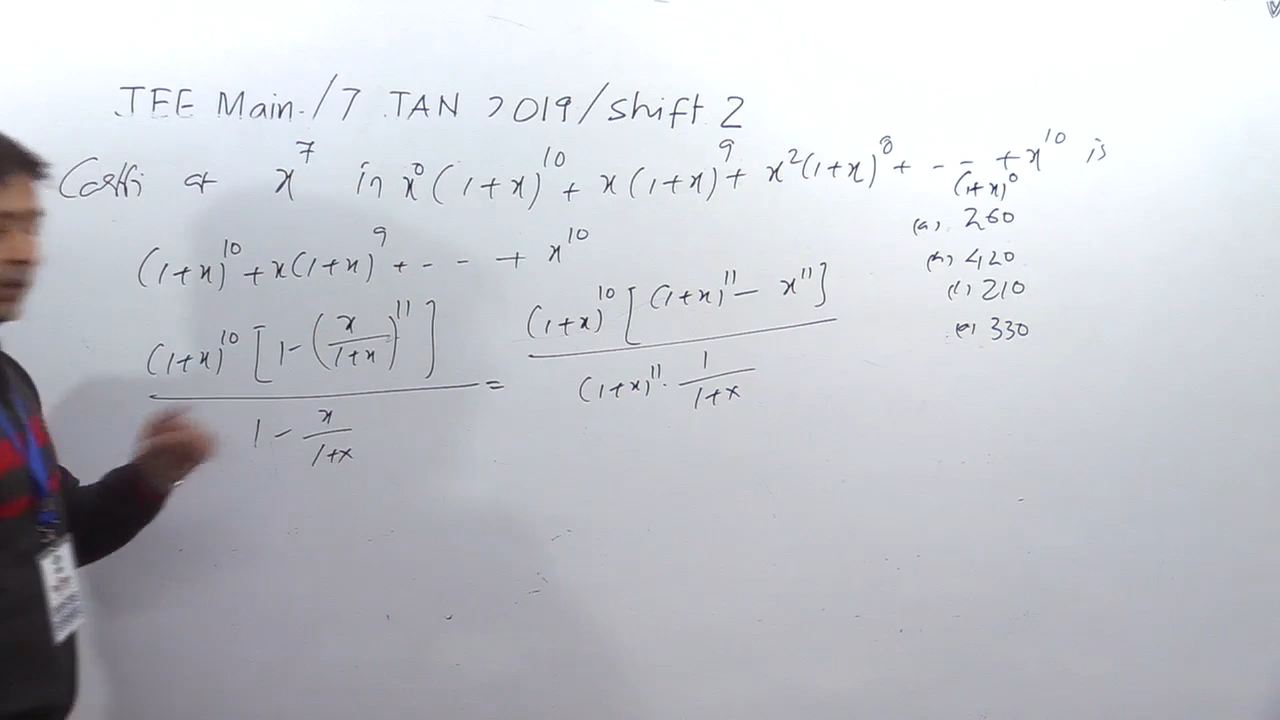 JEE Main./7 JAN 2019/Shift 2
Coeffi of x^7 in x^0(1+x)^10 + x(1+x)^9 + x^2(1+x)^8 + - - + x^10 (1+x)^0 is
(a) 260
(b) 420
(c) 210
(d) 330
(1+x)^10 + x(1+x)^9 + - - - + x^10
(1+x)^10 [1-(x/(1+x))^11] / (1 - x/(1+x)) = (1+x)^10 [(1+x)^11 - x^11] / ((1+x)^11 · 1/(1+x))